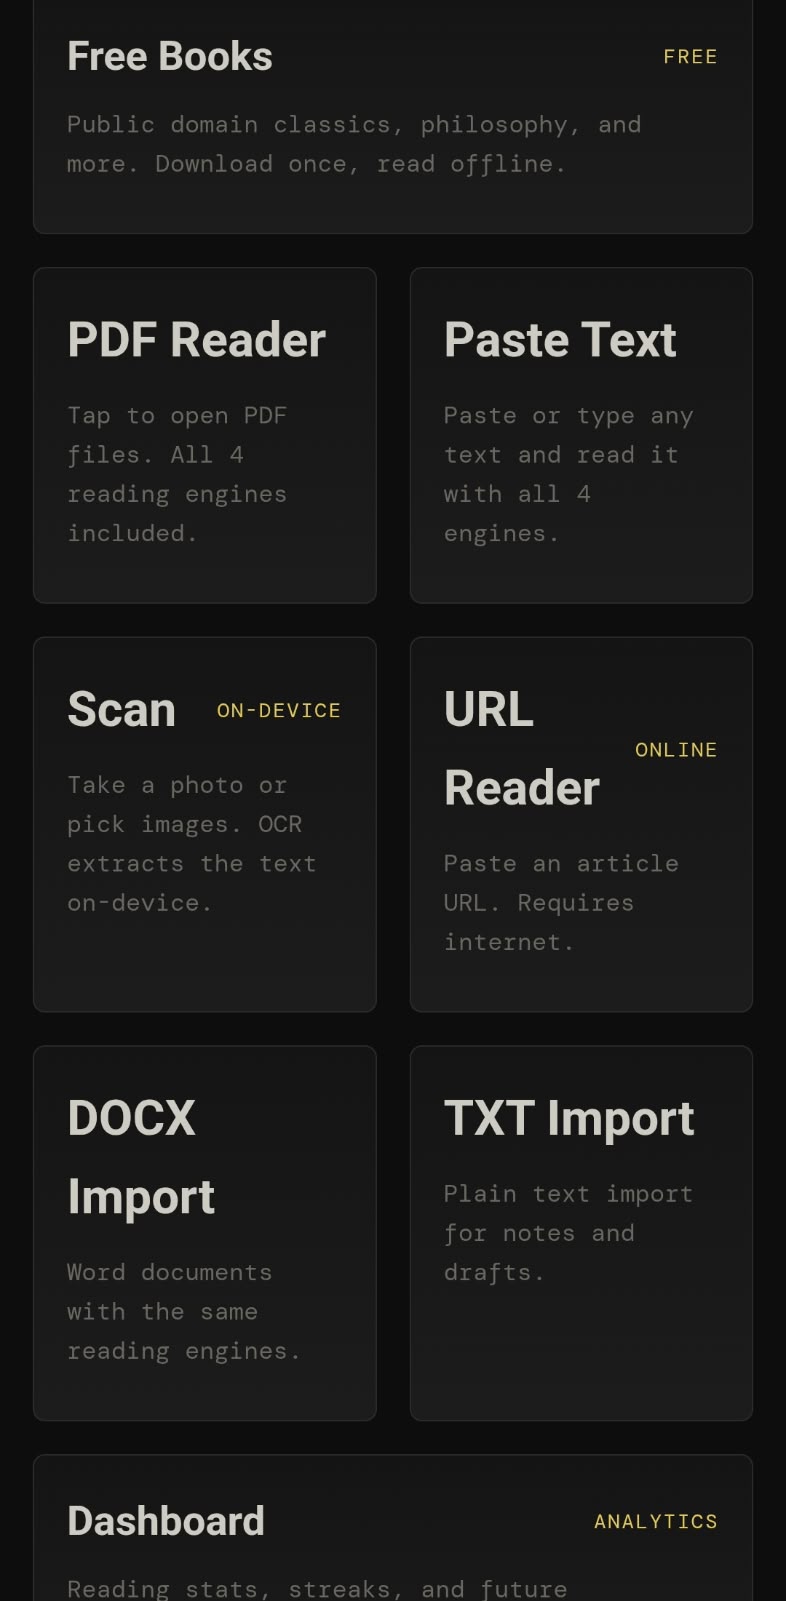 Free Books
FREE
Public domain classics, philosophy, and
more. Download once, read offline.
PDF Reader
Tap to open PDF
files. All 4
reading engines
included.
Paste Text
Paste or type any
text and read it
with all 4
engines.
Scan
ON-DEVICE
Take a photo or
pick images. OCR
extracts the text
on-device.
URL
Reader
ONLINE
Paste an article
URL. Requires
internet.
DOCX
Import
Word documents
with the same
reading engines.
TXT Import
Plain text import
for notes and
drafts.
Dashboard
ANALYTICS
Reading stats, streaks, and future